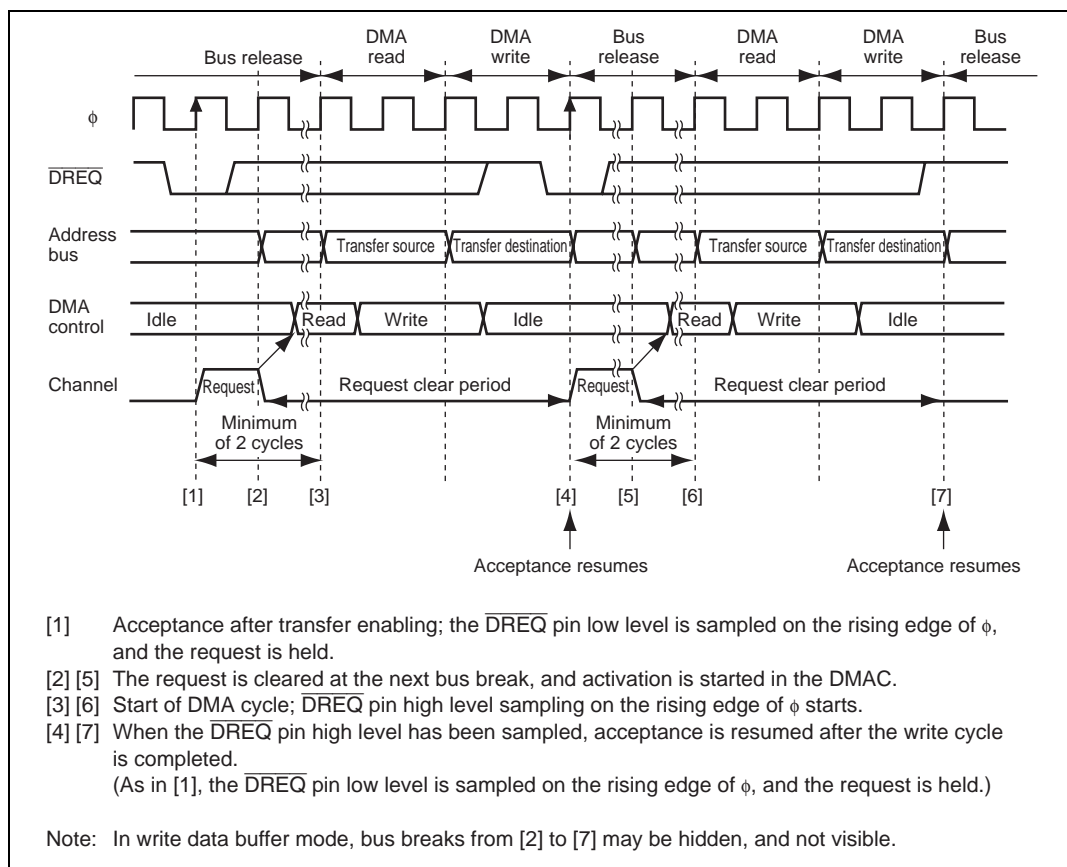 Bus release
DMA read
DMA write
Bus release
DMA read
DMA write
Bus release
φ
DREQ
Address bus
Transfer source
Transfer destination
Transfer source
Transfer destination
DMA control
Idle
Read
Write
Idle
Read
Write
Idle
Channel
Request
Request clear period
Request
Request clear period
Minimum of 2 cycles
Minimum of 2 cycles
[1] [2] [3] [4] [5] [6] [7]
Acceptance resumes
Acceptance resumes
[1] Acceptance after transfer enabling; the DREQ pin low level is sampled on the rising edge of φ,
and the request is held.
[2] [5] The request is cleared at the next bus break, and activation is started in the DMAC.
[3] [6] Start of DMA cycle; DREQ pin high level sampling on the rising edge of φ starts.
[4] [7] When the DREQ pin high level has been sampled, acceptance is resumed after the write cycle
is completed.
(As in [1], the DREQ pin low level is sampled on the rising edge of φ, and the request is held.)
Note: In write data buffer mode, bus breaks from [2] to [7] may be hidden, and not visible.